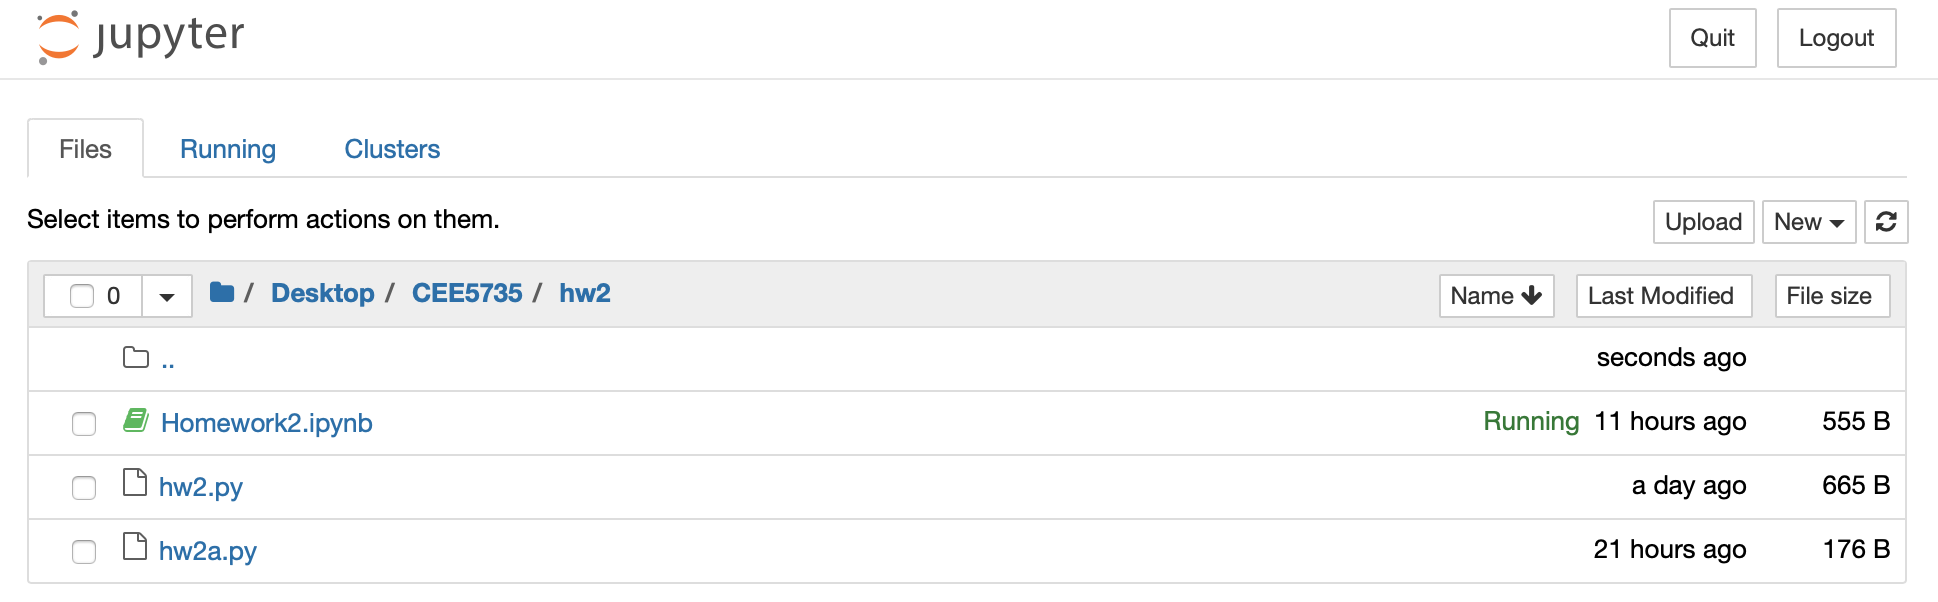 jupyter
Quit Logout
Files Running Clusters
Select items to perform actions on them.
Upload New
0 / Desktop / CEE5735 / hw2 Name Last Modified File size
.. seconds ago
Homework2.ipynb Running 11 hours ago 555 B
hw2.py a day ago 665 B
hw2a.py 21 hours ago 176 B